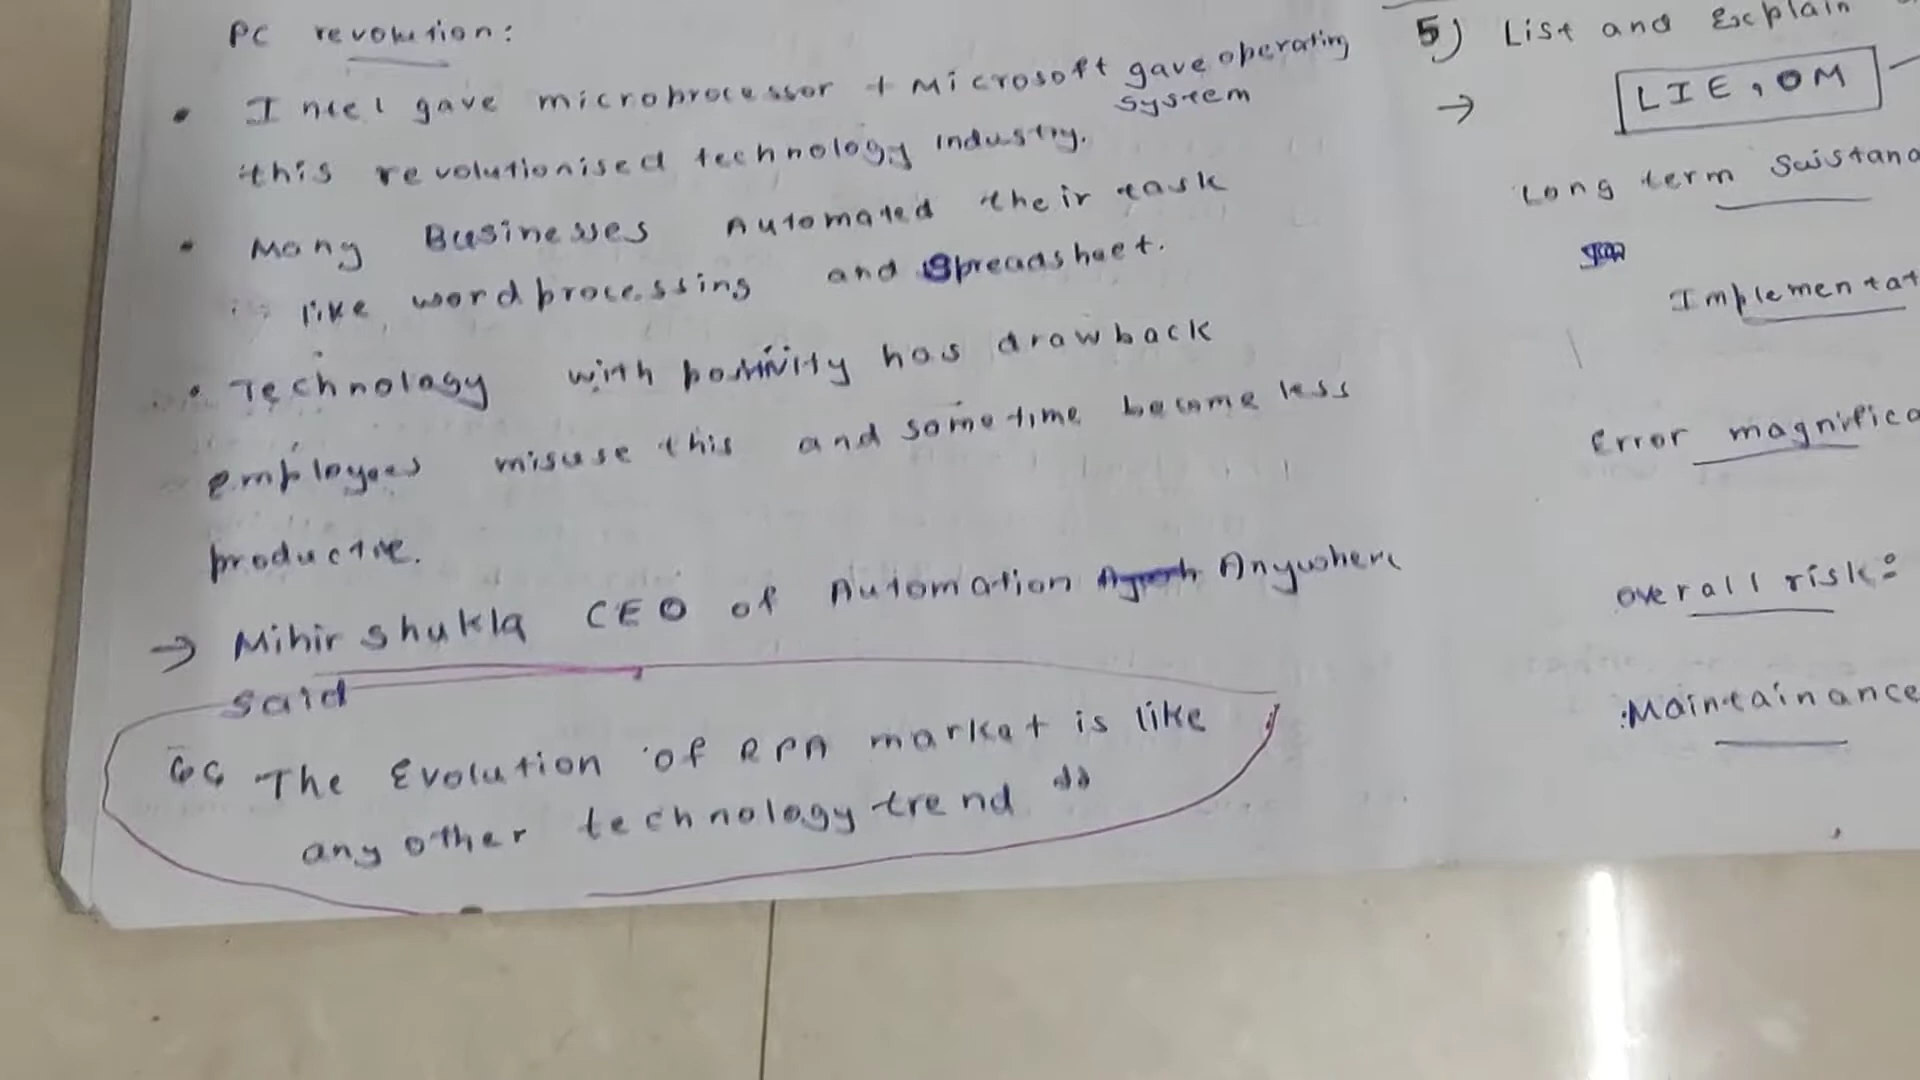 PC revolution:
• Intel gave microprocessor + Microsoft gave operating
system
this revolutionised technology industry.
• Many Businesses Automated their task
like wordprocessing and Spreadsheet.
• Technology with positivity has drawback
employees misuse this and sometime become less
productive.
→ Mihir shukla CEO of Automation Anywhere
said
“ The Evolution of RPA market is like
any other technology trend ”
5) List and Explain
→ LIE, OM
Long term Suistana
Implementat
Error magnifica
overall risk:
Maintainance